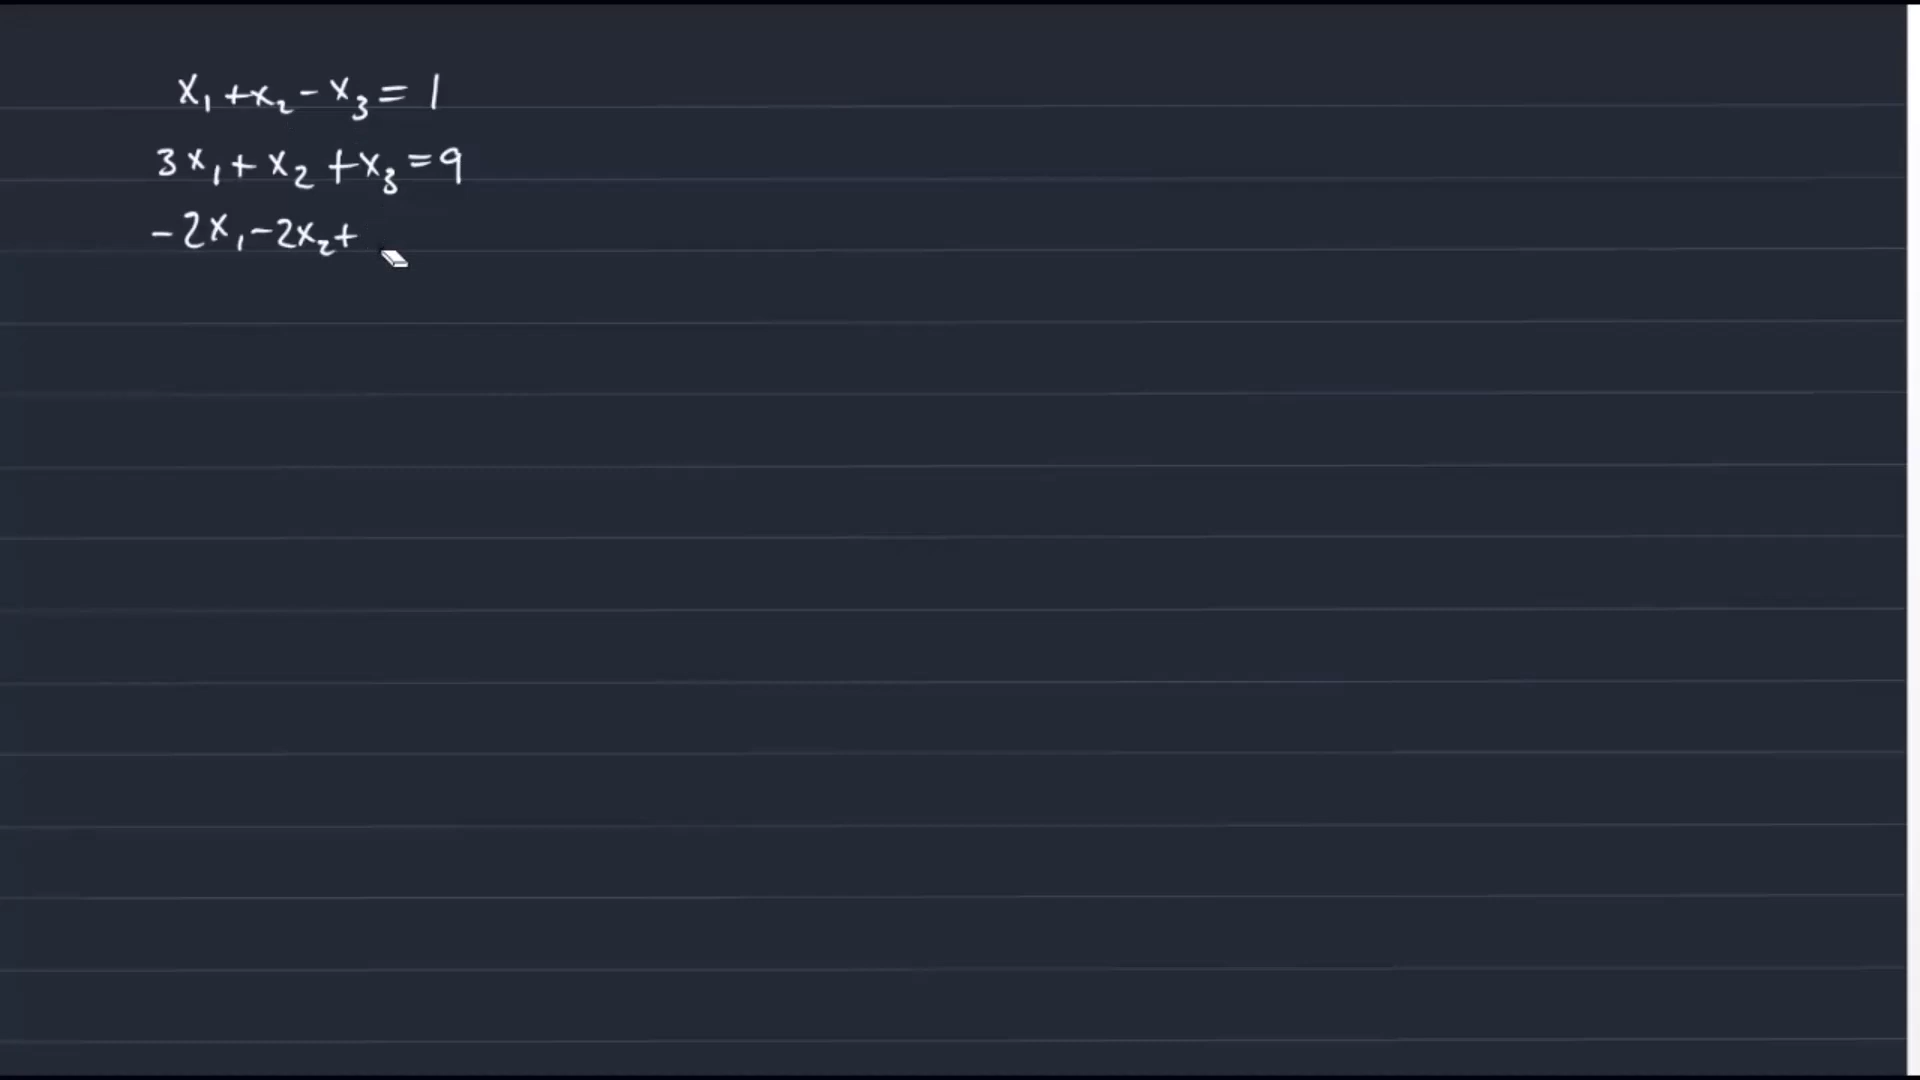 x₁ + x₂ - x₃ = 1
3x₁ + x₂ + x₃ = 9
-2x₁ - 2x₂ +